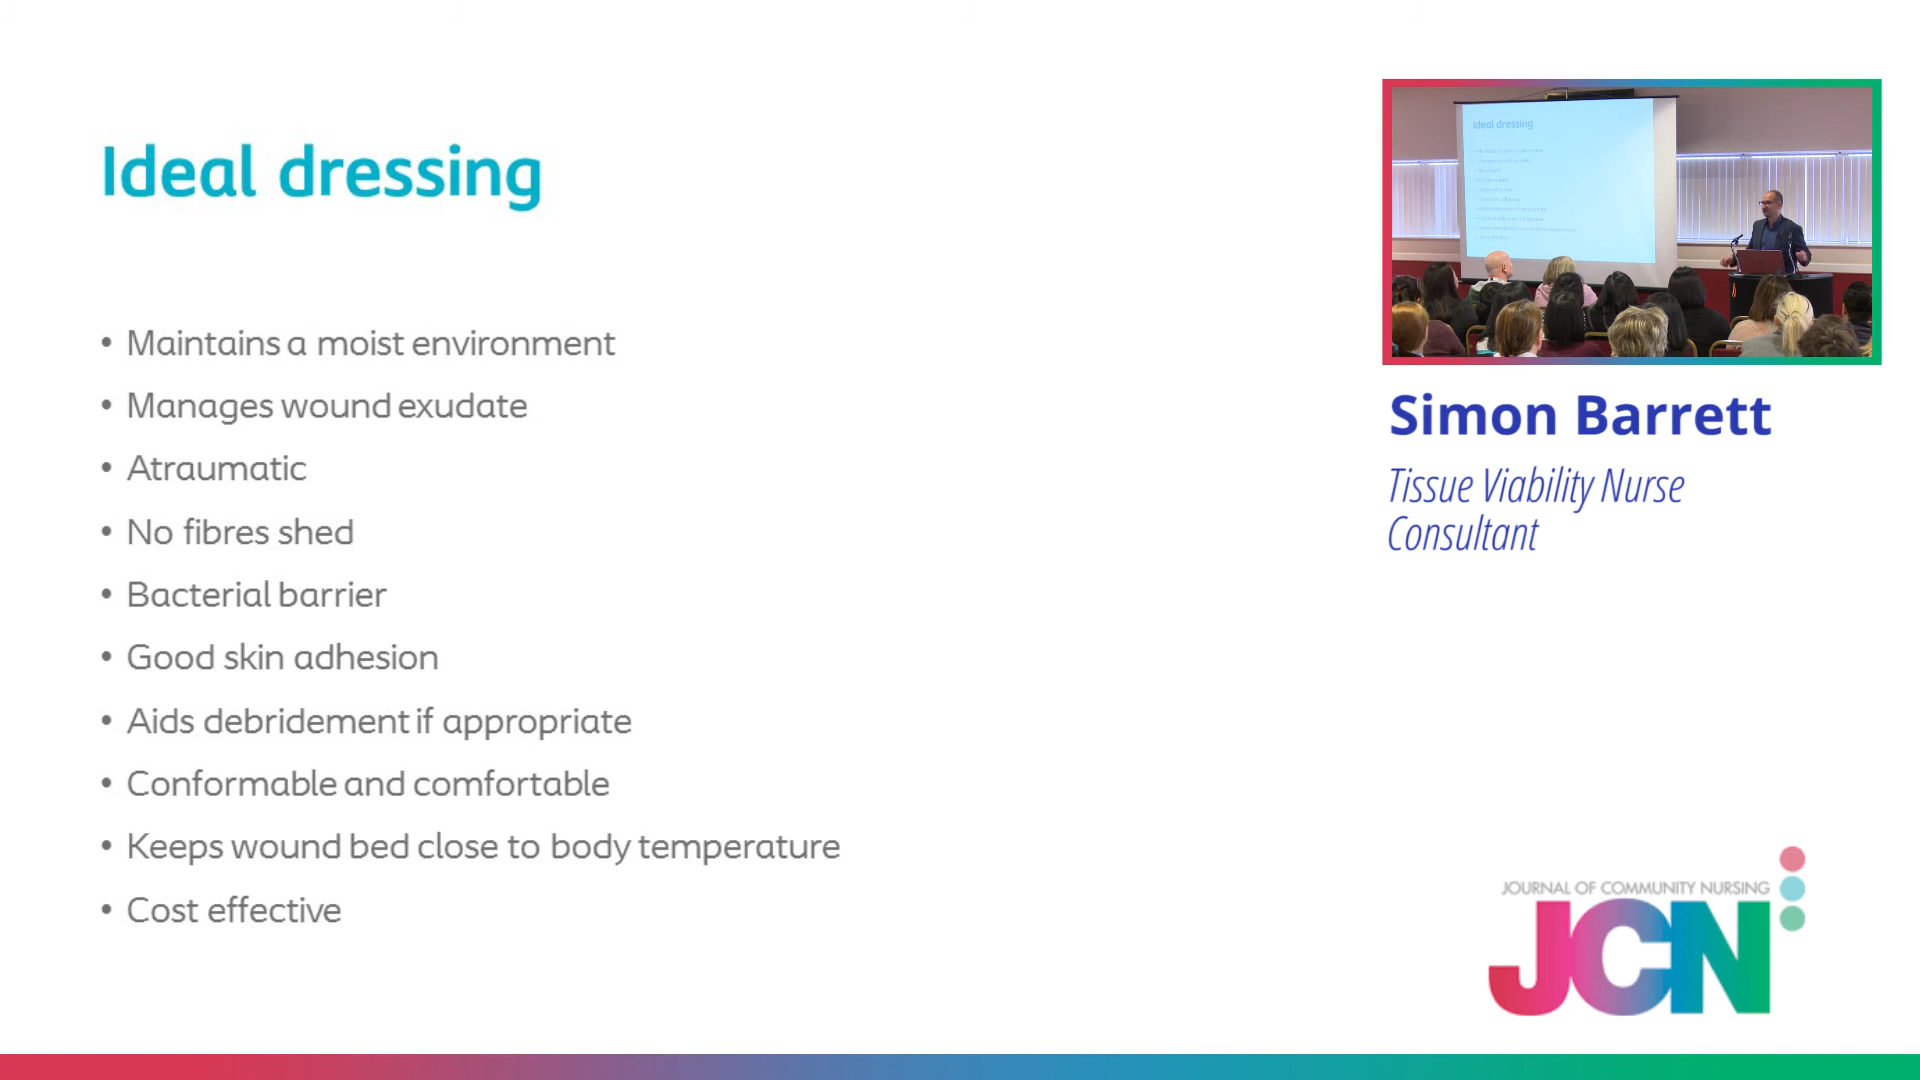 Ideal dressing
• Maintains a moist environment
• Manages wound exudate
• Atraumatic
• No fibres shed
• Bacterial barrier
• Good skin adhesion
• Aids debridement if appropriate
• Conformable and comfortable
• Keeps wound bed close to body temperature
• Cost effective
Ideal dressing
Simon Barrett
Tissue Viability Nurse
Consultant
JOURNAL OF COMMUNITY NURSING
JCN